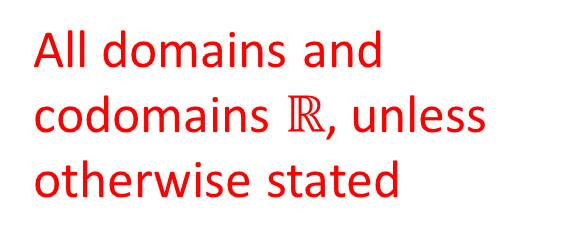 All domains and
codomains ℝ, unless
otherwise stated